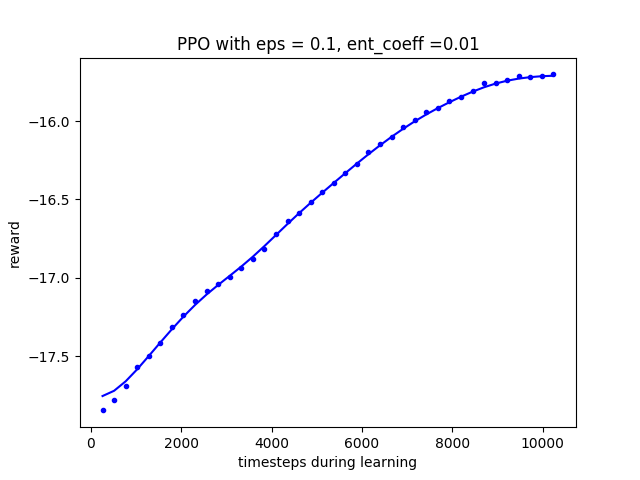 PPO with eps = 0.1, ent_coeff =0.01
reward
−16.0
−16.5
−17.0
−17.5
0 2000 4000 6000 8000 10000
timesteps during learning